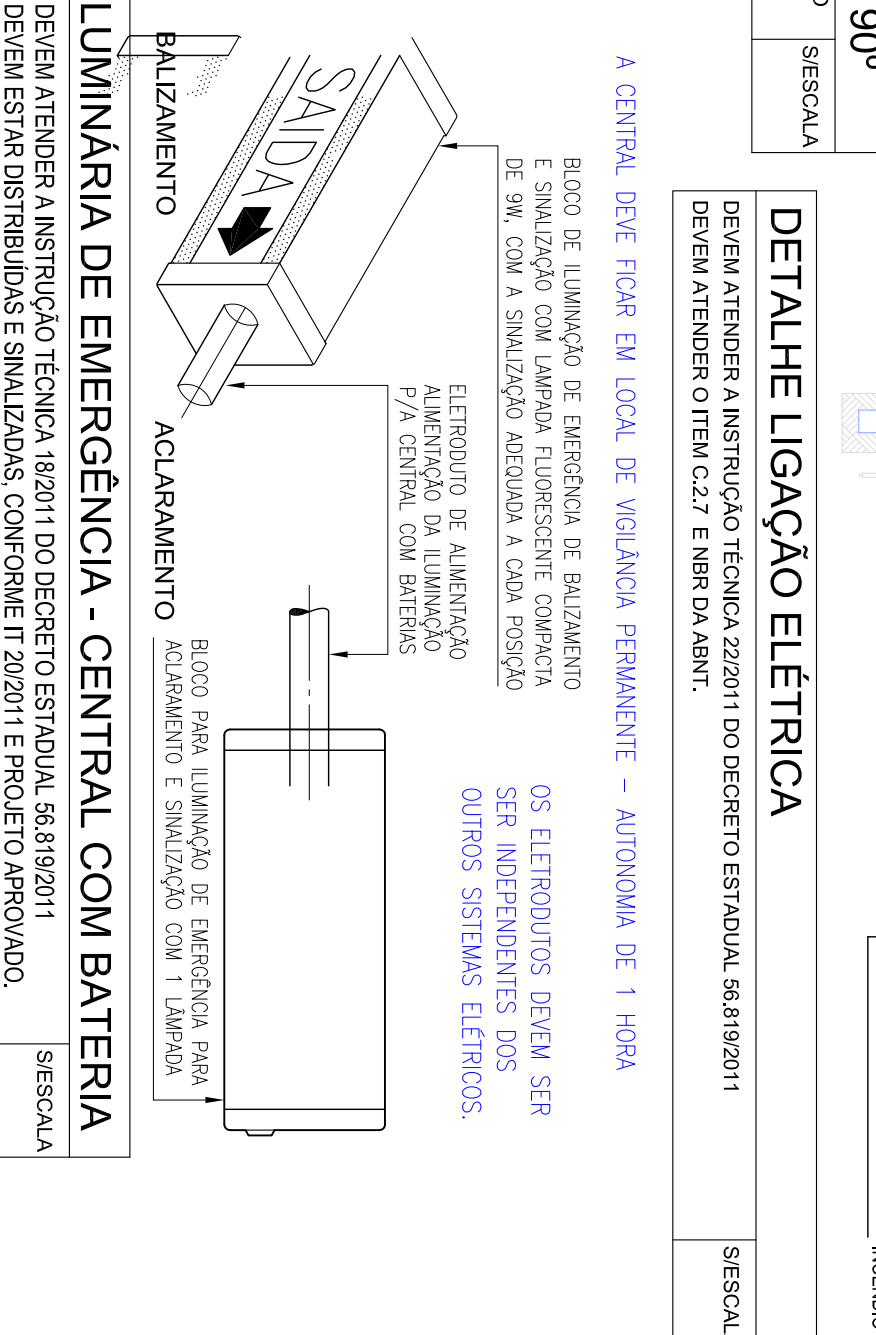 90º
S/ESCALA
DETALHE LIGAÇÃO ELÉTRICA
DEVEM ATENDER A INSTRUÇÃO TÉCNICA 22/2011 DO DECRETO ESTADUAL 56.819/2011
DEVEM ATENDER O ITEM C.2.7 E NBR DA ABNT.
S/ESCAL
A CENTRAL DEVE FICAR EM LOCAL DE VIGILÂNCIA PERMANENTE - AUTONOMIA DE 1 HORA
BLOCO DE ILUMINAÇÃO DE EMERGÊNCIA DE BALIZAMENTO
E SINALIZAÇÃO COM LAMPADA FLUORESCENTE COMPACTA
DE 9W, COM A SINALIZAÇÃO ADEQUADA A CADA POSIÇÃO
OS ELETRODUTOS DEVEM SER
SER INDEPENDENTES DOS
OUTROS SISTEMAS ELÉTRICOS.
SAIDA
ELETRODUTO DE ALIMENTAÇÃO
ALIMENTAÇÃO DA ILUMINAÇÃO
P/A CENTRAL COM BATERIAS
BALIZAMENTO
ACLARAMENTO
BLOCO PARA ILUMINAÇÃO DE EMERGÊNCIA PARA
ACLARAMENTO E SINALIZAÇÃO COM 1 LÂMPADA
LUMINÁRIA DE EMERGÊNCIA - CENTRAL COM BATERIA
DEVEM ATENDER A INSTRUÇÃO TÉCNICA 18/2011 DO DECRETO ESTADUAL 56.819/2011
DEVEM ESTAR DISTRIBUÍDAS E SINALIZADAS, CONFORME IT 20/2011 E PROJETO APROVADO.
S/ESCALA